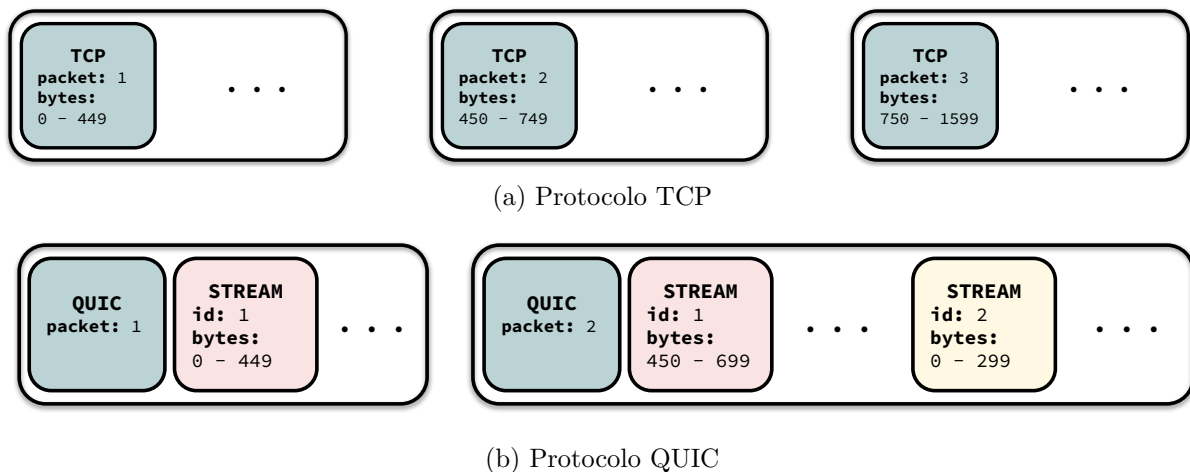 TCP
packet: 1
bytes:
0 - 449
. . .
TCP
packet: 2
bytes:
450 - 749
. . .
TCP
packet: 3
bytes:
750 - 1599
. . .
(a) Protocolo TCP
QUIC
packet: 1
STREAM
id: 1
bytes:
0 - 449
. . .
QUIC
packet: 2
STREAM
id: 1
bytes:
450 - 699
. . .
STREAM
id: 2
bytes:
0 - 299
. . .
(b) Protocolo QUIC